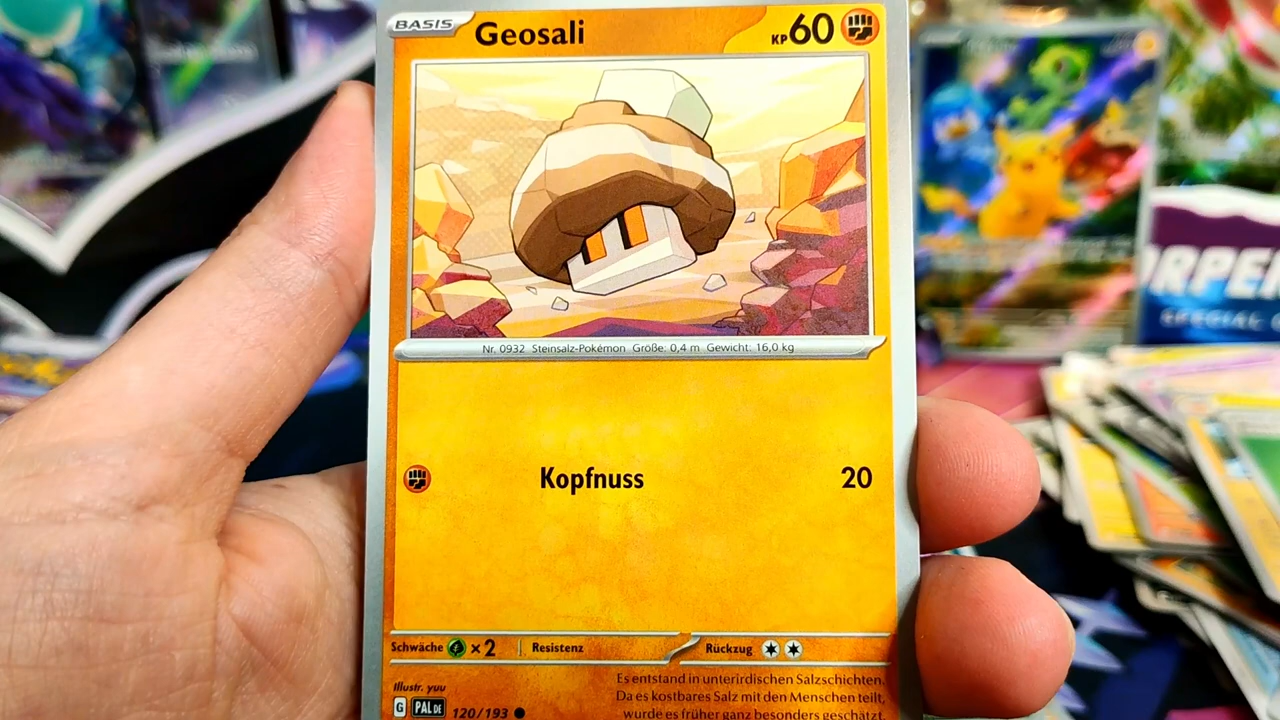 BASIS Geosali KP 60
Nr. 0932 Steinsalz-Pokémon Größe: 0,4 m Gewicht: 16,0 kg
Kopfnuss 20
Schwäche ×2 Resistenz Rückzug
Es entstand in unterirdischen Salzschichten.
Da es kostbares Salz mit den Menschen teilt,
wurde es früher ganz besonders geschätzt.
Illustr. yuu
G PAL DE 120/193
SPECIAL